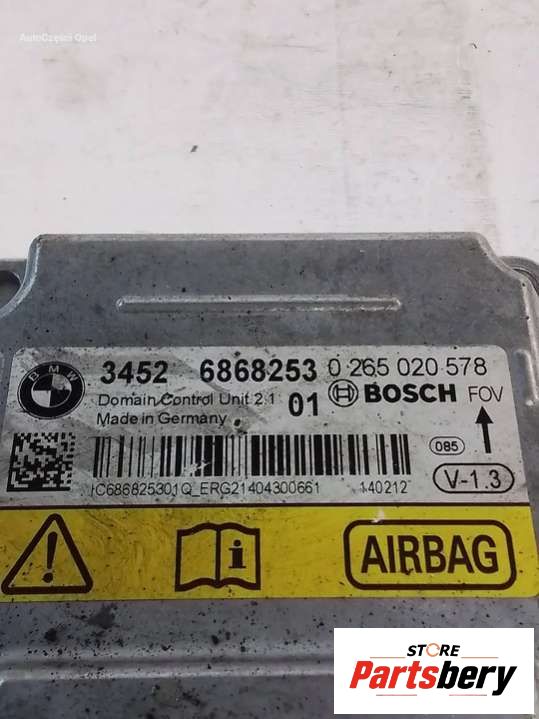 AutoCzęści Opel
BMW
3452 6868253 0 265 020 578
Domain Control Unit 2.1 01 BOSCH FOV
Made in Germany
085
V-1.3
IC686825301Q_ERG21404300661 140212
AIRBAG
STORE
Partsbery